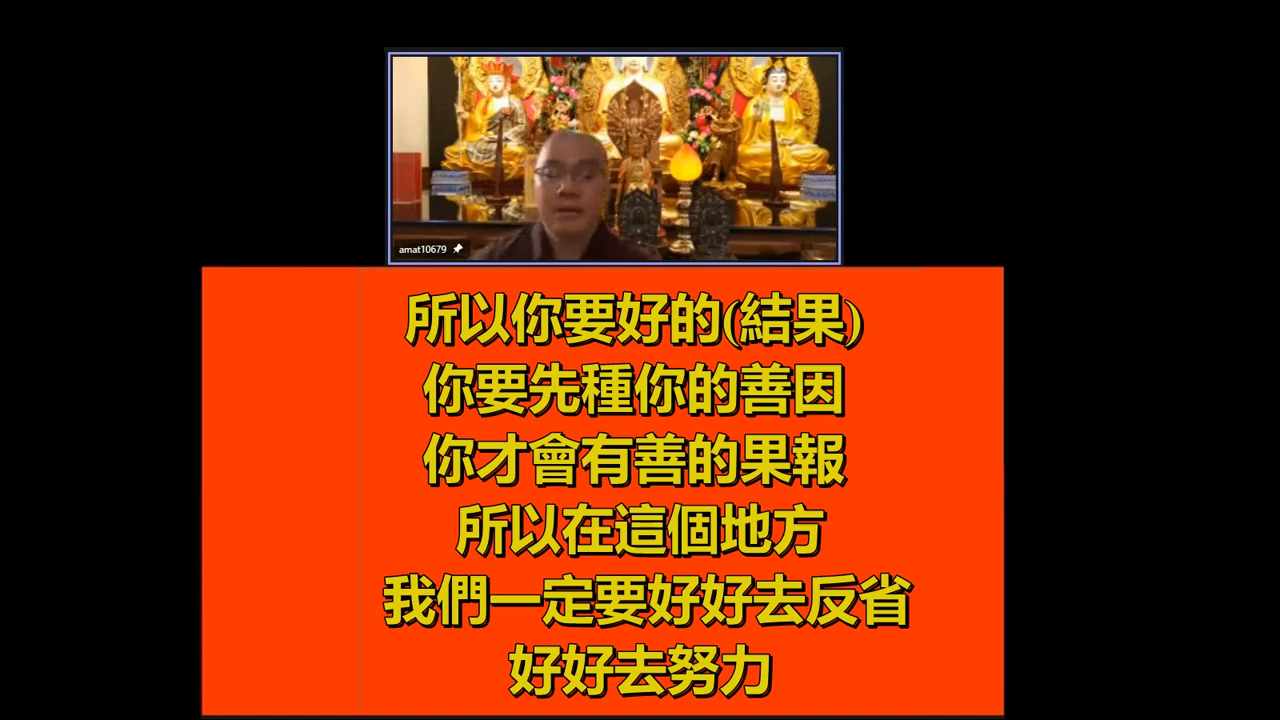 amat10679
所以你要好的(結果)
你要先種你的善因
你才會有善的果報
所以在這個地方
我們一定要好好去反省
好好去努力